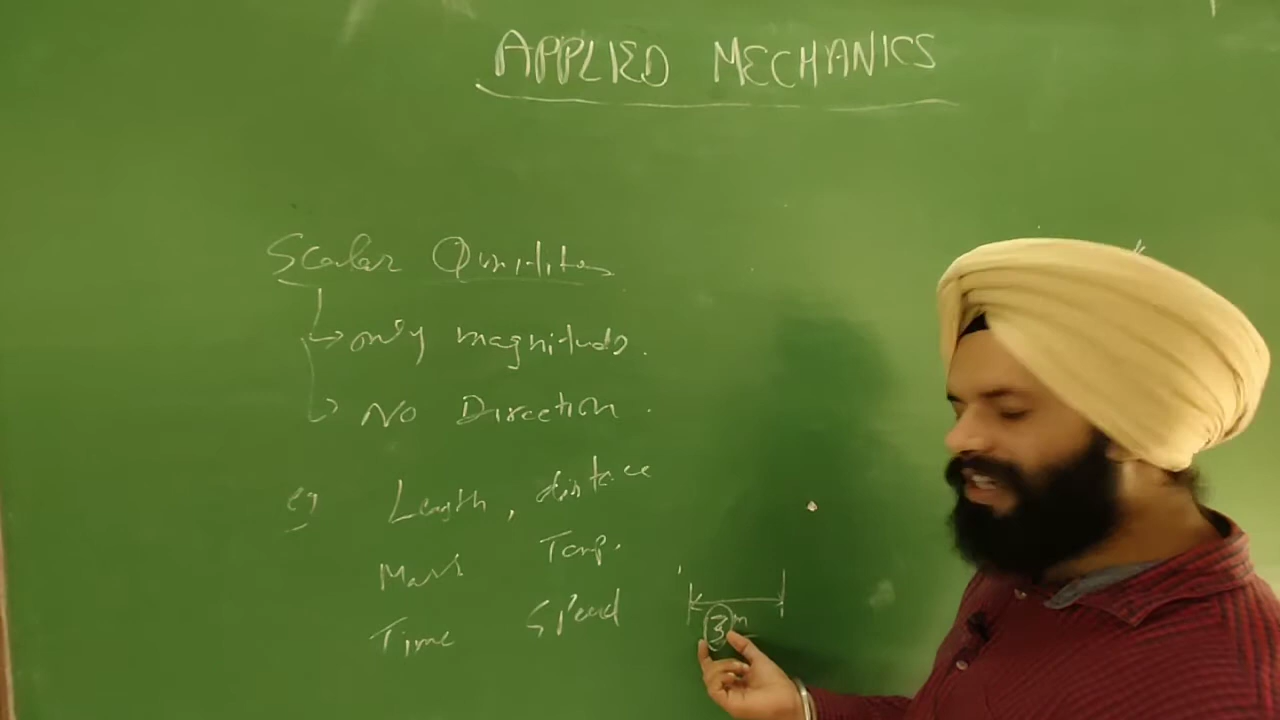 APPLIED MECHANICS
Scalar Quantities
only magnitude.
No Direction.
eg Length, distance
Mass Temp.
Time Speed
3m